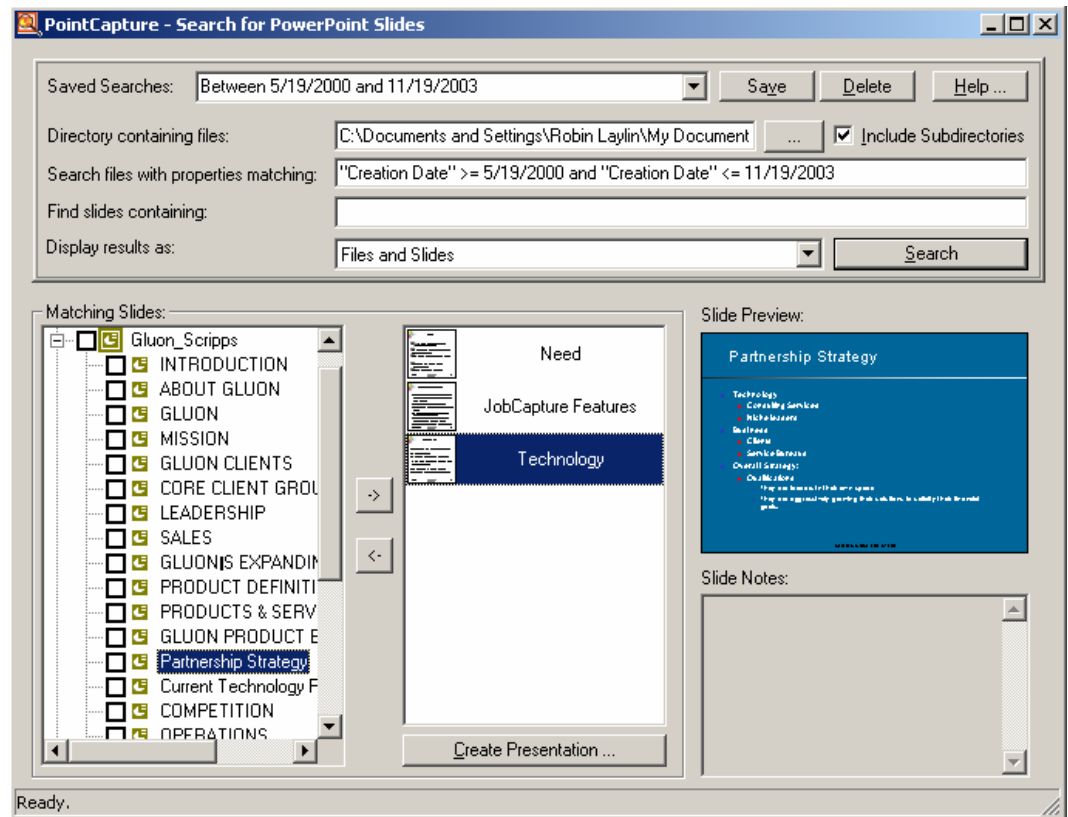 PointCapture - Search for PowerPoint Slides
Saved Searches: Between 5/19/2000 and 11/19/2003 Save Delete Help ...
Directory containing files: C:\Documents and Settings\Robin Laylin\My Document ... Include Subdirectories
Search files with properties matching: "Creation Date" >= 5/19/2000 and "Creation Date" <= 11/19/2003
Find slides containing:
Display results as: Files and Slides Search
Matching Slides:
Gluon_Scripps
INTRODUCTION
ABOUT GLUON
GLUON
MISSION
GLUON CLIENTS
CORE CLIENT GROU
LEADERSHIP
SALES
GLUON|S EXPANDIN
PRODUCT DEFINITI
PRODUCTS & SERV
GLUON PRODUCT E
Partnership Strategy
Current Technology F
COMPETITION
OPERATIONS
->
<-
Need
JobCapture Features
Technology
Create Presentation ...
Slide Preview:
Partnership Strategy
Technology
Consulting Services
Niche leaders
Business
Clients
Service Bureaus
Overall Strategy:
Qualifications
Slide Notes:
Ready.